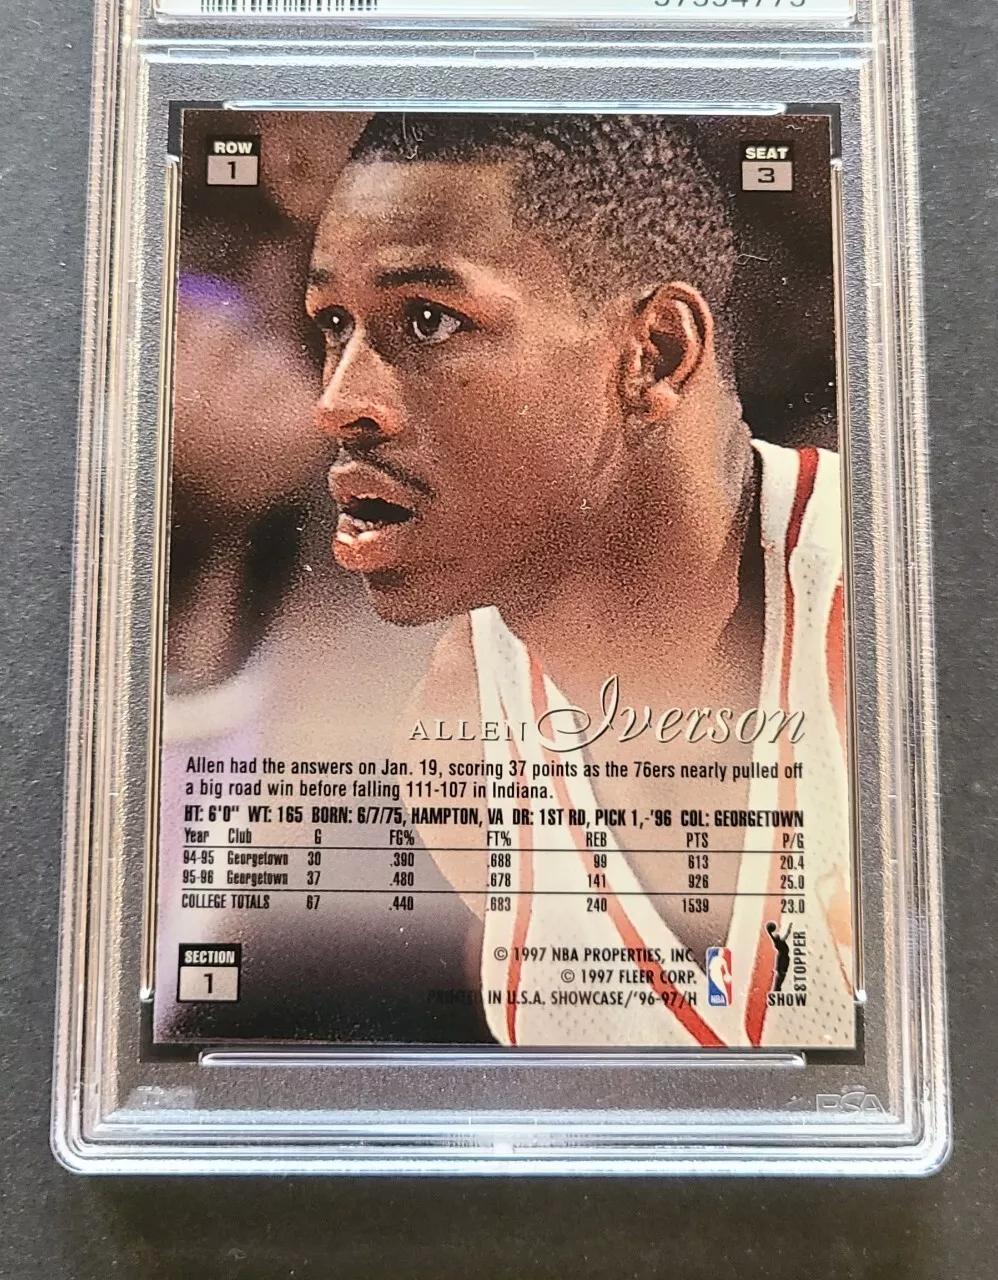 ROW
1
SEAT
3
ALLEN Iverson
Allen had the answers on Jan. 19, scoring 37 points as the 76ers nearly pulled off
a big road win before falling 111-107 in Indiana.
HT: 6'0" WT: 165 BORN: 6/7/75, HAMPTON, VA DR: 1ST RD, PICK 1,-'96 COL: GEORGETOWN
Year Club G FG% FT% REB PTS P/G
94-95 Georgetown 30 .390 .688 99 613 20.4
95-96 Georgetown 37 .480 .678 141 926 25.0
COLLEGE TOTALS 67 .440 .683 240 1539 23.0
SECTION
1
© 1997 NBA PROPERTIES, INC.
© 1997 FLEER CORP.
PRINTED IN U.S.A. SHOWCASE/'96-97/H
NBA
SHOW
STOPPER
PSA